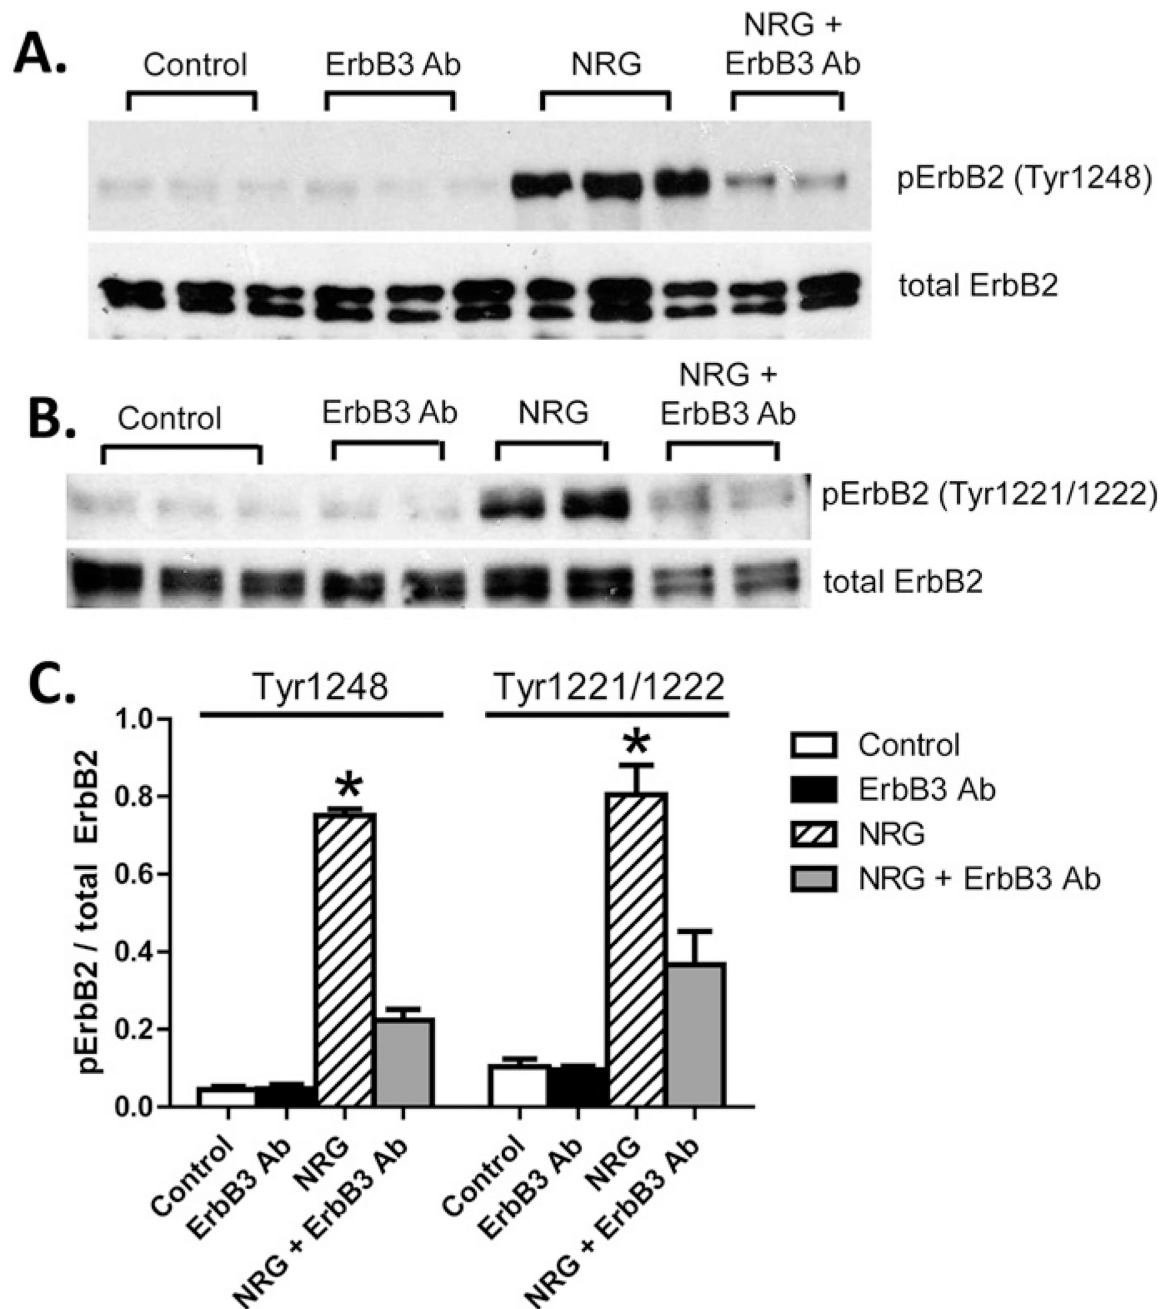 A.
Control
ErbB3 Ab
NRG
NRG +
ErbB3 Ab
pErbB2 (Tyr1248)
total ErbB2
B.
Control
ErbB3 Ab
NRG
NRG +
ErbB3 Ab
pErbB2 (Tyr1221/1222)
total ErbB2
C.
Tyr1248
Tyr1221/1222
pErbB2 / total ErbB2
1.0
0.8
0.6
0.4
0.2
0.0
*
*
Control
ErbB3 Ab
NRG
NRG + ErbB3 Ab
Control
ErbB3 Ab
NRG
NRG + ErbB3 Ab
Control
ErbB3 Ab
NRG
NRG + ErbB3 Ab